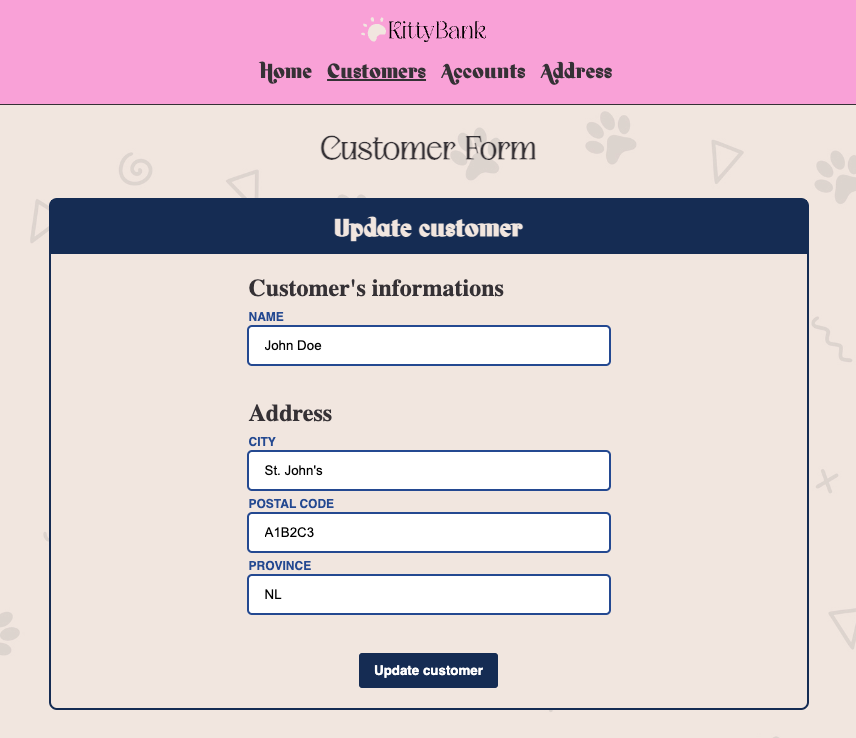 KittyBank
Home Customers Accounts Address
Customer Form
Update customer
Customer's informations
NAME
John Doe
Address
CITY
St. John's
POSTAL CODE
A1B2C3
PROVINCE
NL
Update customer